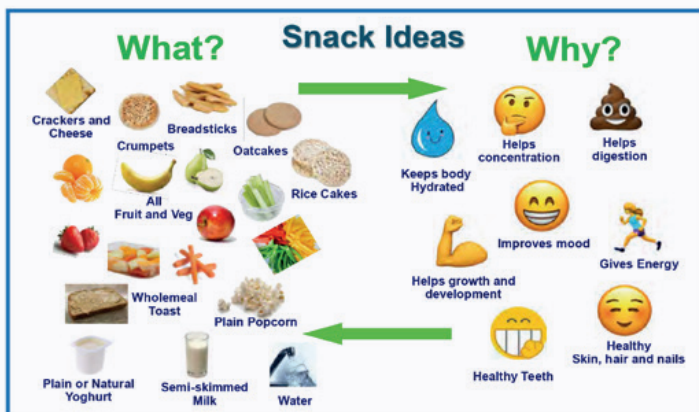 Snack Ideas
What?
Why?
Crackers and
Cheese
Crumpets
Breadsticks
Oatcakes
Rice Cakes
All
Fruit and Veg
Wholemeal
Toast
Plain Popcorn
Plain or Natural
Yoghurt
Semi-skimmed
Milk
Water
Keeps body
Hydrated
Helps
concentration
Helps
digestion
Improves mood
Gives Energy
Helps growth and
development
Healthy Teeth
Healthy
Skin, hair and nails